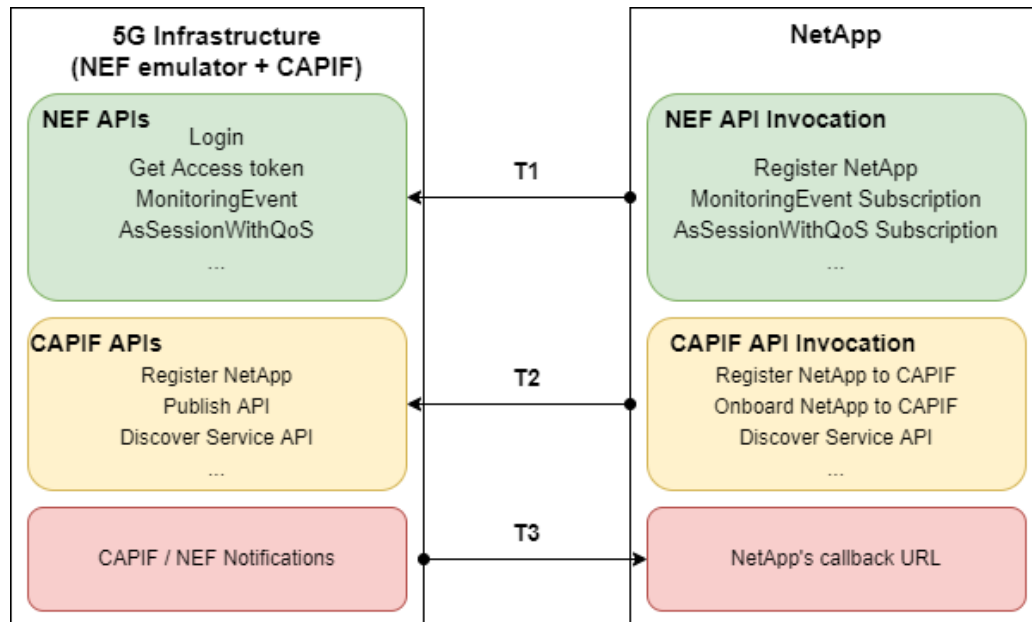 5G Infrastructure
(NEF emulator + CAPIF)
NEF APIs
Login
Get Access token
MonitoringEvent
AsSessionWithQoS
...
CAPIF APIs
Register NetApp
Publish API
Discover Service API
...
CAPIF / NEF Notifications
T1
T2
T3
NetApp
NEF API Invocation
Register NetApp
MonitoringEvent Subscription
AsSessionWithQoS Subscription
...
CAPIF API Invocation
Register NetApp to CAPIF
Onboard NetApp to CAPIF
Discover Service API
...
NetApp's callback URL